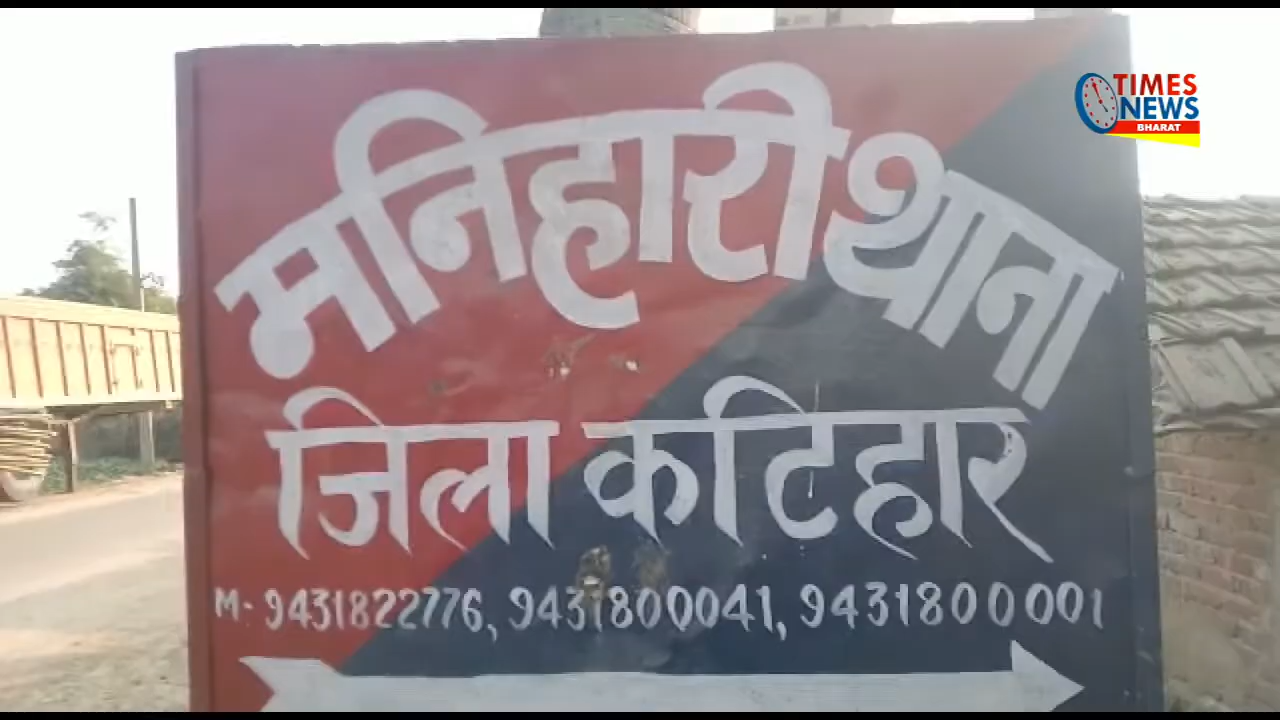 मनिहारी थाना
जिला कटिहार
M- 9431822776, 9431800041, 9431800001
TIMES
NEWS
BHARAT